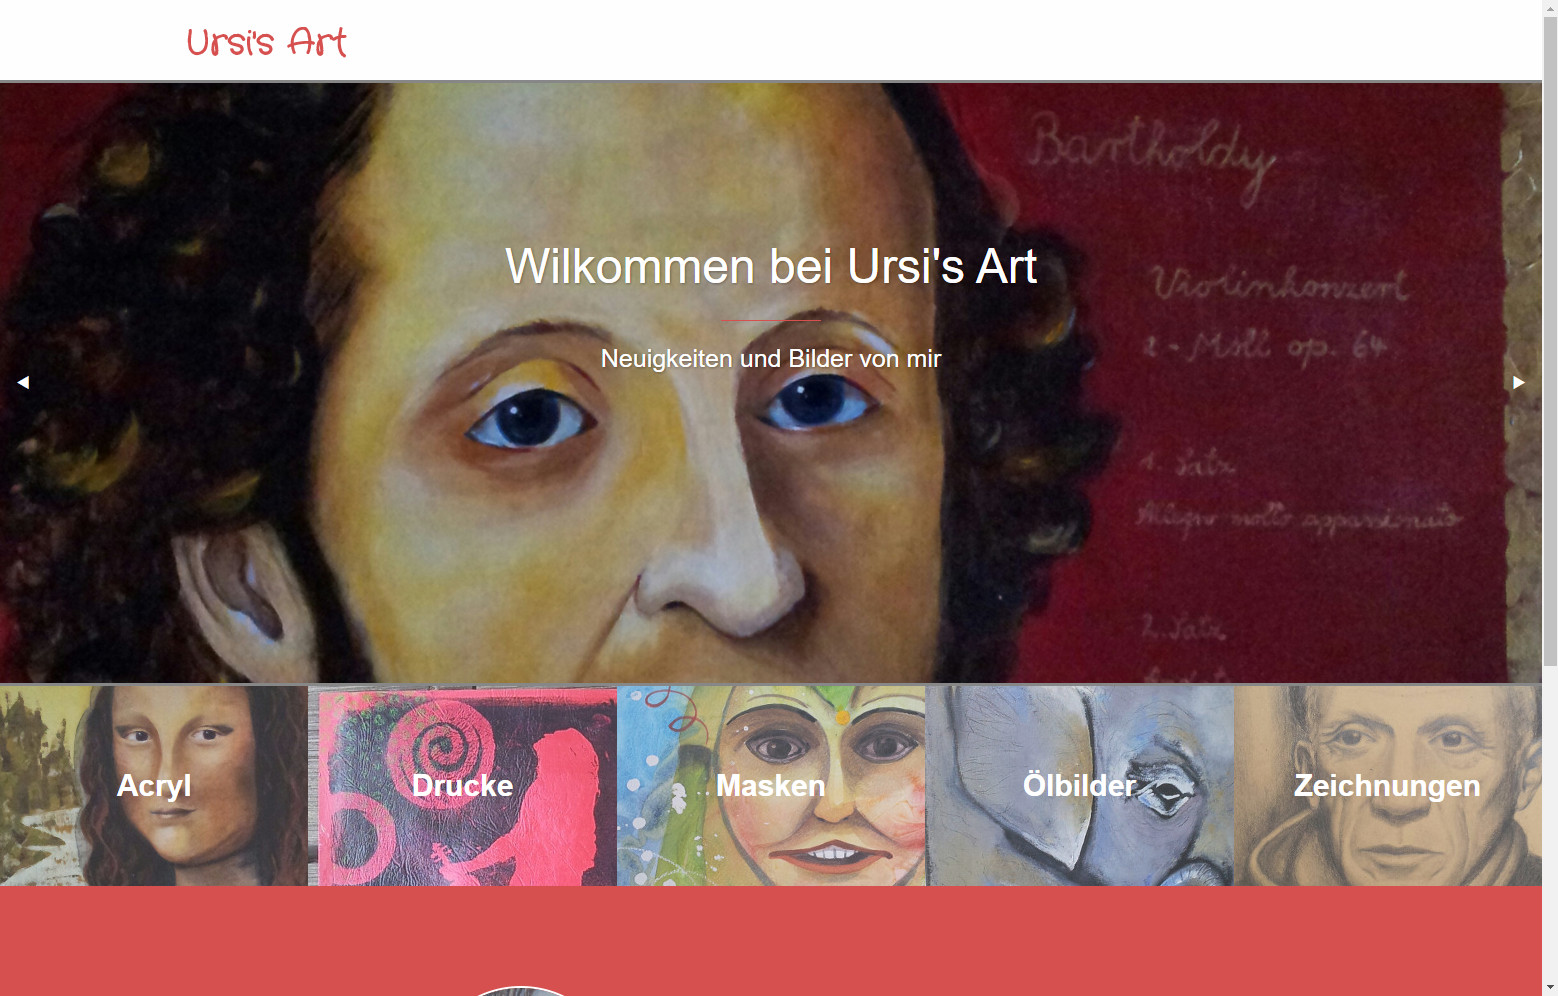 Ursi's Art
Bartholdy
Wilkommen bei Ursi's Art
Violinkonzert
Moll op. 64
Neuigkeiten und Bilder von mir
1. Satz
Allegro molto appassionato
2. Satz
Acryl
Drucke
Masken
Ölbilder
Zeichnungen